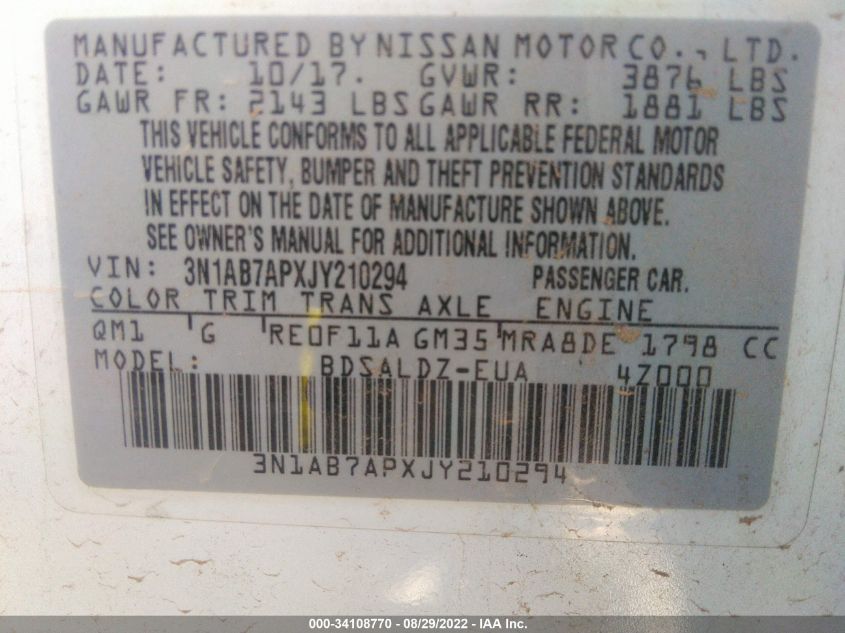 MANUFACTURED BY NISSAN MOTOR CO., LTD.
DATE: 10/17. GVWR: 3876 LBS
GAWR FR: 2143 LBS GAWR RR: 1881 LBS
THIS VEHICLE CONFORMS TO ALL APPLICABLE FEDERAL MOTOR
VEHICLE SAFETY, BUMPER AND THEFT PREVENTION STANDARDS
IN EFFECT ON THE DATE OF MANUFACTURE SHOWN ABOVE.
SEE OWNER'S MANUAL FOR ADDITIONAL INFORMATION.
VIN: 3N1AB7APXJY210294 PASSENGER CAR.
COLOR TRIM TRANS AXLE ENGINE
QM1 G RE0F11A GM35 MRA8DE 1798 CC
MODEL: BDSALDZ-EUA 4Z000
3N1AB7APXJY210294
000-34108770 - 08/29/2022 - IAA Inc.